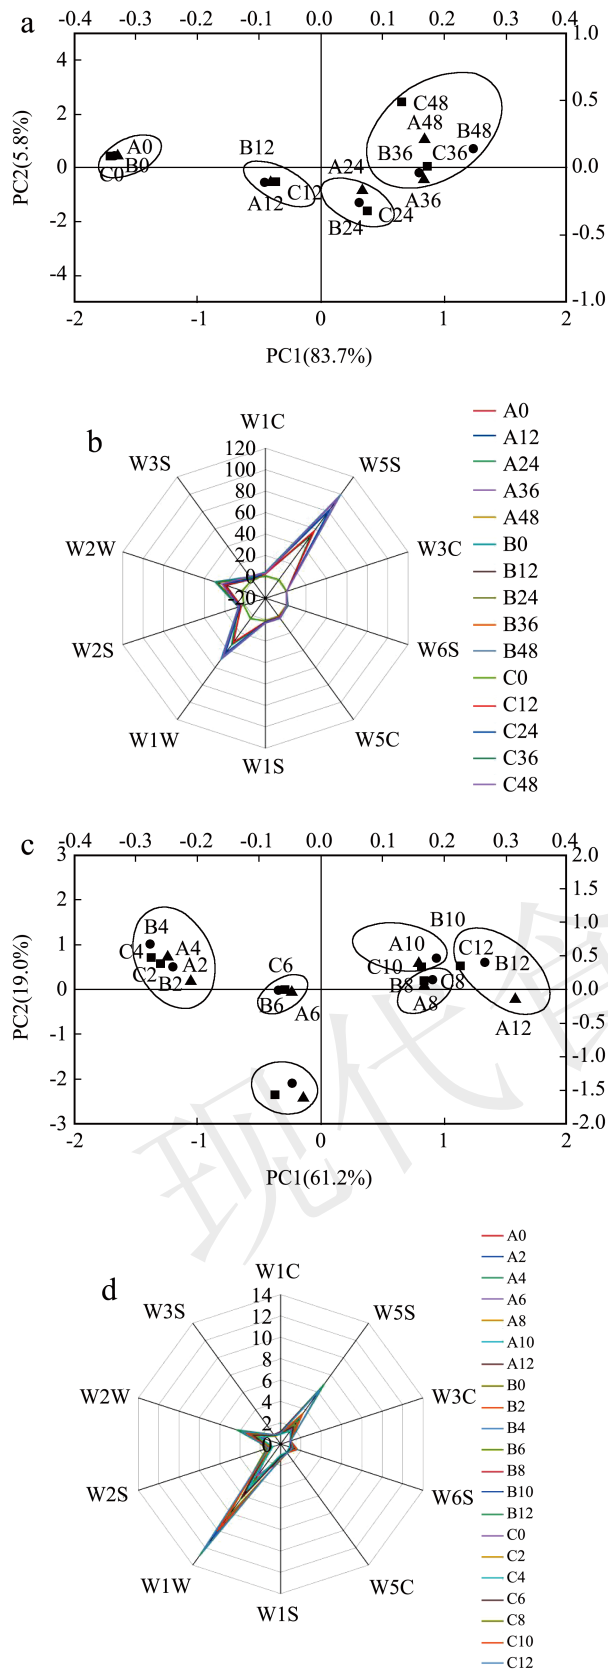 a
-0.4 -0.3 -0.2 -0.1 0.0 0.1 0.2 0.3 0.4
4
2
0
-2
-4
1.0
0.5
0.0
-0.5
-1.0
PC2(5.8%)
A0
B0
C0
B12
A12
C12
A24
B24
C24
C48
A48
B48
B36
C36
A36
-2 -1 0 1 2
PC1(83.7%)
b
W1C
W5S
W3C
W6S
W5C
W1S
W1W
W2S
W2W
W3S
120
100
80
60
40
20
0
-20
A0
A12
A24
A36
A48
B0
B12
B24
B36
B48
C0
C12
C24
C36
C48
c
-0.4 -0.3 -0.2 -0.1 0.0 0.1 0.2 0.3 0.4
3
2
1
0
-1
-2
-3
2.0
1.5
1.0
0.5
0.0
-0.5
-1.0
-1.5
-2.0
PC2(19.0%)
B4
C4
A4
C2
A2
B2
C6
B6
A6
B10
A10
C10
C12
B12
B8
C8
A8
A12
-2 -1 0 1 2
PC1(61.2%)
现代食
d
W1C
W5S
W3C
W6S
W5C
W1S
W1W
W2S
W2W
W3S
14
12
10
8
6
4
2
0
A0
A2
A4
A6
A8
A10
A12
B0
B2
B4
B6
B8
B10
B12
C0
C2
C4
C6
C8
C10
C12